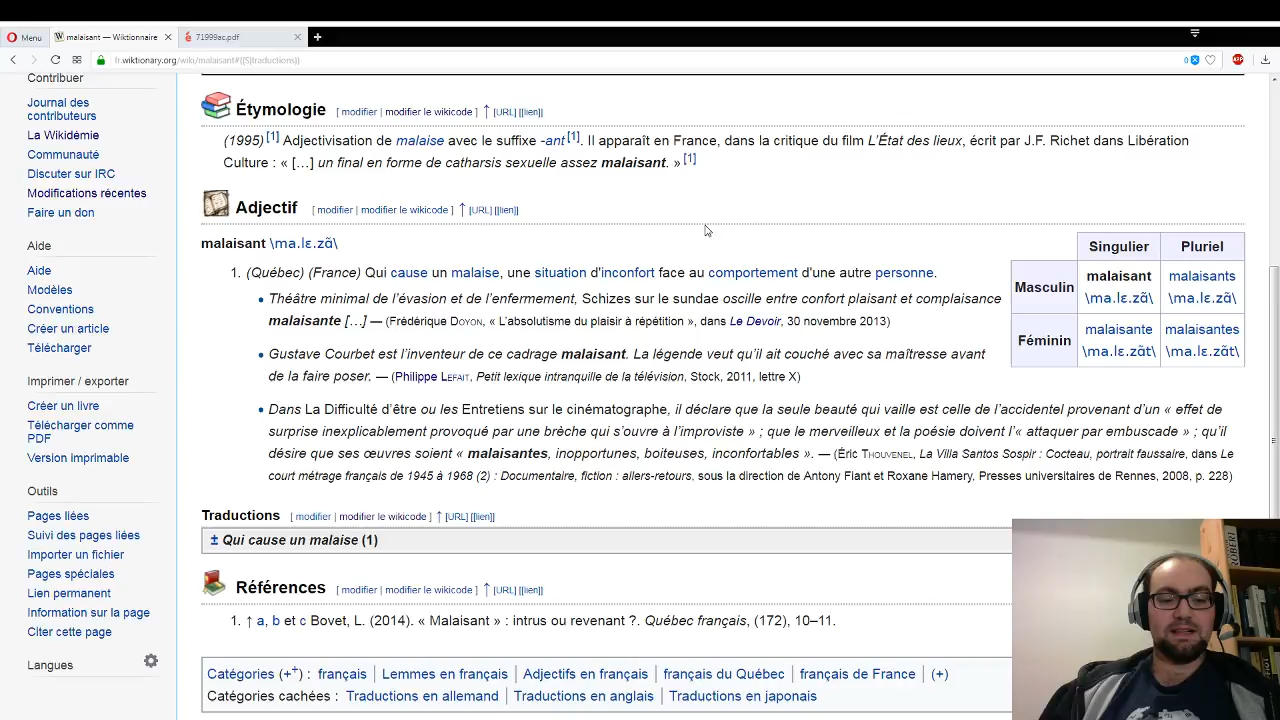 Menu
malaisant — Wiktionnaire
71999ac.pdf
fr.wiktionary.org/wiki/malaisant#{{S|traductions}}
0
ABP
Contribuer
Journal des
contributeurs
La Wikidémie
Communauté
Discuter sur IRC
Modifications récentes
Faire un don
Aide
Aide
Modèles
Conventions
Créer un article
Télécharger
Imprimer / exporter
Créer un livre
Télécharger comme
PDF
Version imprimable
Outils
Pages liées
Suivi des pages liées
Importer un fichier
Pages spéciales
Lien permanent
Information sur la page
Citer cette page
Langues
Étymologie [ modifier | modifier le wikicode ] ↑ [URL] [[lien]]
(1995)[1] Adjectivisation de malaise avec le suffixe -ant[1]. Il apparaît en France, dans la critique du film L’État des lieux, écrit par J.F. Richet dans Libération
Culture : « […] un final en forme de catharsis sexuelle assez malaisant. » [1]
Adjectif [ modifier | modifier le wikicode ] ↑ [URL] [[lien]]
malaisant \ma.lɛ.zɑ̃\
1. (Québec) (France) Qui cause un malaise, une situation d'inconfort face au comportement d'une autre personne.
• Théâtre minimal de l’évasion et de l’enfermement, Schizes sur le sundae oscille entre confort plaisant et complaisance
malaisante […] — (Frédérique Doyon, « L’absolutisme du plaisir à répétition », dans Le Devoir, 30 novembre 2013)
• Gustave Courbet est l’inventeur de ce cadrage malaisant. La légende veut qu’il ait couché avec sa maîtresse avant
de la faire poser. — (Philippe Lefait, Petit lexique intranquille de la télévision, Stock, 2011, lettre X)
• Dans La Difficulté d’être ou les Entretiens sur le cinématographe, il déclare que la seule beauté qui vaille est celle de l’accidentel provenant d’un « effet de
surprise inexplicablement provoqué par une brèche qui s’ouvre à l’improviste » ; que le merveilleux et la poésie doivent l’« attaquer par embuscade » ; qu’il
désire que ses œuvres soient « malaisantes, inopportunes, boiteuses, inconfortables ». — (Éric Thouvenel, La Villa Santos Sospir : Cocteau, portrait faussaire, dans Le
court métrage français de 1945 à 1968 (2) : Documentaire, fiction : allers-retours, sous la direction de Antony Fiant et Roxane Hamery, Presses universitaires de Rennes, 2008, p. 228)
Singulier Pluriel
Masculin malaisant malaisants
\ma.lɛ.zɑ̃\ \ma.lɛ.zɑ̃\
Féminin malaisante malaisantes
\ma.lɛ.zɑ̃t\ \ma.lɛ.zɑ̃t\
Traductions [ modifier | modifier le wikicode ] ↑ [URL] [[lien]]
± Qui cause un malaise (1)
Références [ modifier | modifier le wikicode ] ↑ [URL] [[lien]]
1. ↑ a, b et c Bovet, L. (2014). « Malaisant » : intrus ou revenant ?. Québec français, (172), 10–11.
Catégories (++) : français | Lemmes en français | Adjectifs en français | français du Québec | français de France | (+)
Catégories cachées : Traductions en allemand | Traductions en anglais | Traductions en japonais
ROBERT